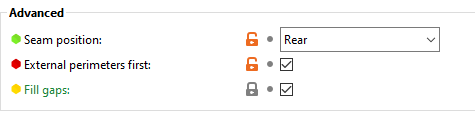 Advanced
Seam position: Rear
External perimeters first:
Fill gaps: